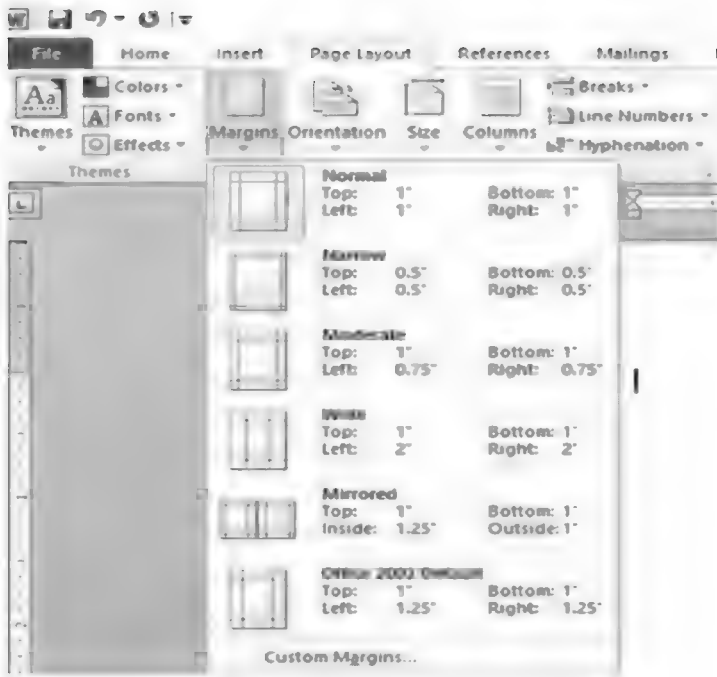 File Home Insert Page Layout References Mailings
Colors
Fonts
Effects
Themes Margins Orientation Size Columns
Breaks
Line Numbers
Hyphenation
Themes
Normal
Top: 1" Bottom: 1"
Left: 1" Right: 1"
Narrow
Top: 0.5" Bottom: 0.5"
Left: 0.5" Right: 0.5"
Moderate
Top: 1" Bottom: 1"
Left: 0.75" Right: 0.75"
Wide
Top: 1" Bottom: 1"
Left: 2" Right: 2"
Mirrored
Top: 1" Bottom: 1"
Inside: 1.25" Outside: 1"
Office 2003 Default
Top: 1" Bottom: 1"
Left: 1.25" Right: 1.25"
Custom Margins...